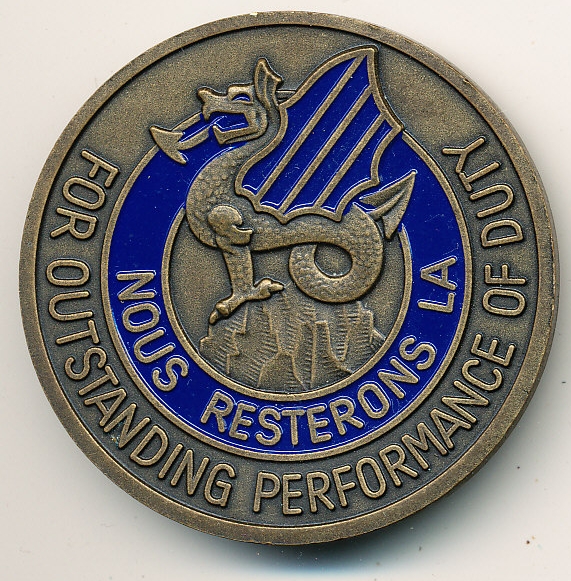 FOR OUTSTANDING PERFORMANCE OF DUTY
NOUS RESTERONS LA